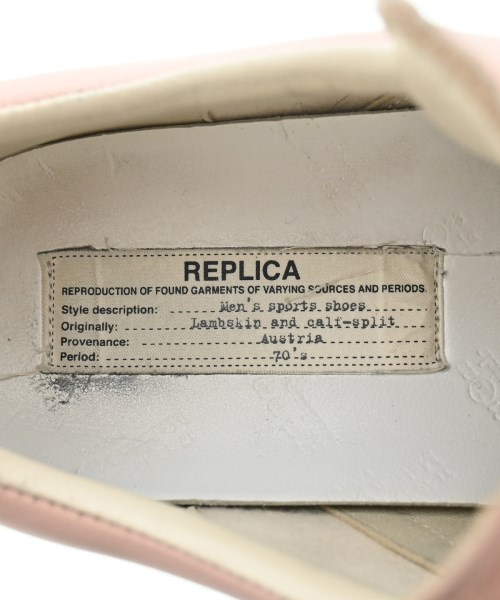 REPLICA
REPRODUCTION OF FOUND GARMENTS OF VARYING SOURCES AND PERIODS
Style description: Men's sports shoes
Originally: Lambskin and calf-split
Provenance: Austria
Period: 70's